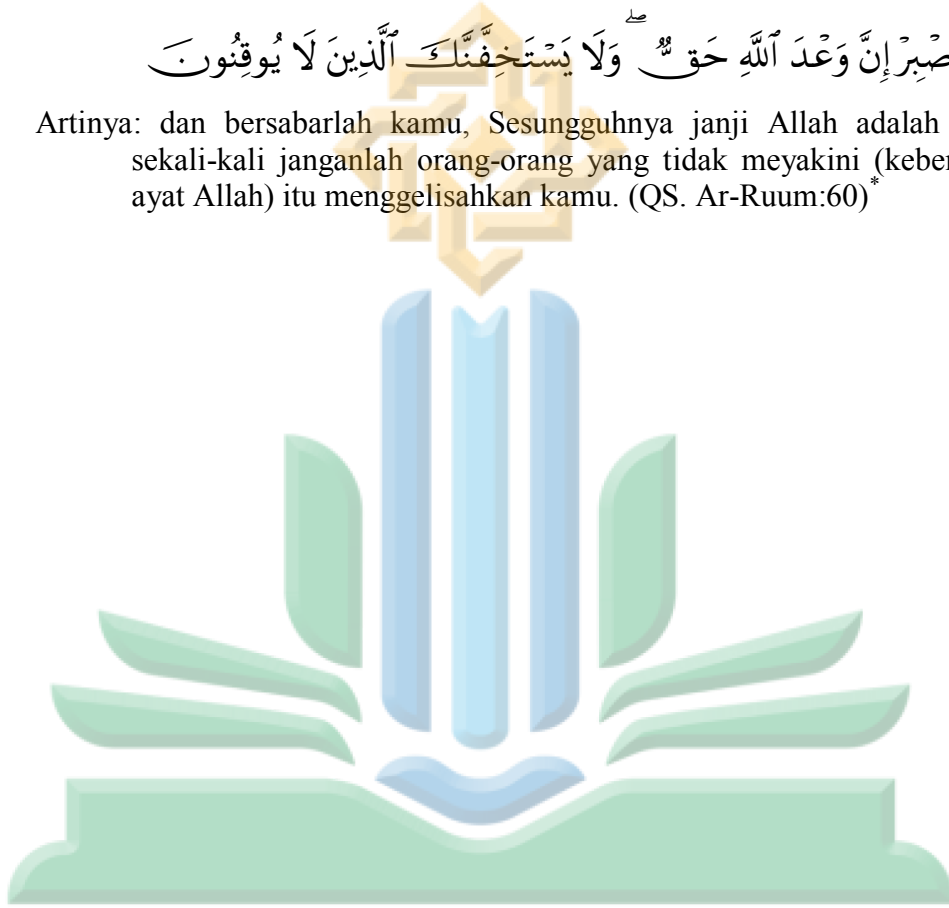 صْبِرْ إِنَّ وَعْدَ ٱللَّهِ حَقٌّ ۖ وَلَا يَسْتَخِفَّنَّكَ ٱلَّذِينَ لَا يُوقِنُونَ
Artinya: dan bersabarlah kamu, Sesungguhnya janji Allah adalah
sekali-kali janganlah orang-orang yang tidak meyakini (keber
ayat Allah) itu menggelisahkan kamu. (QS. Ar-Ruum:60)*